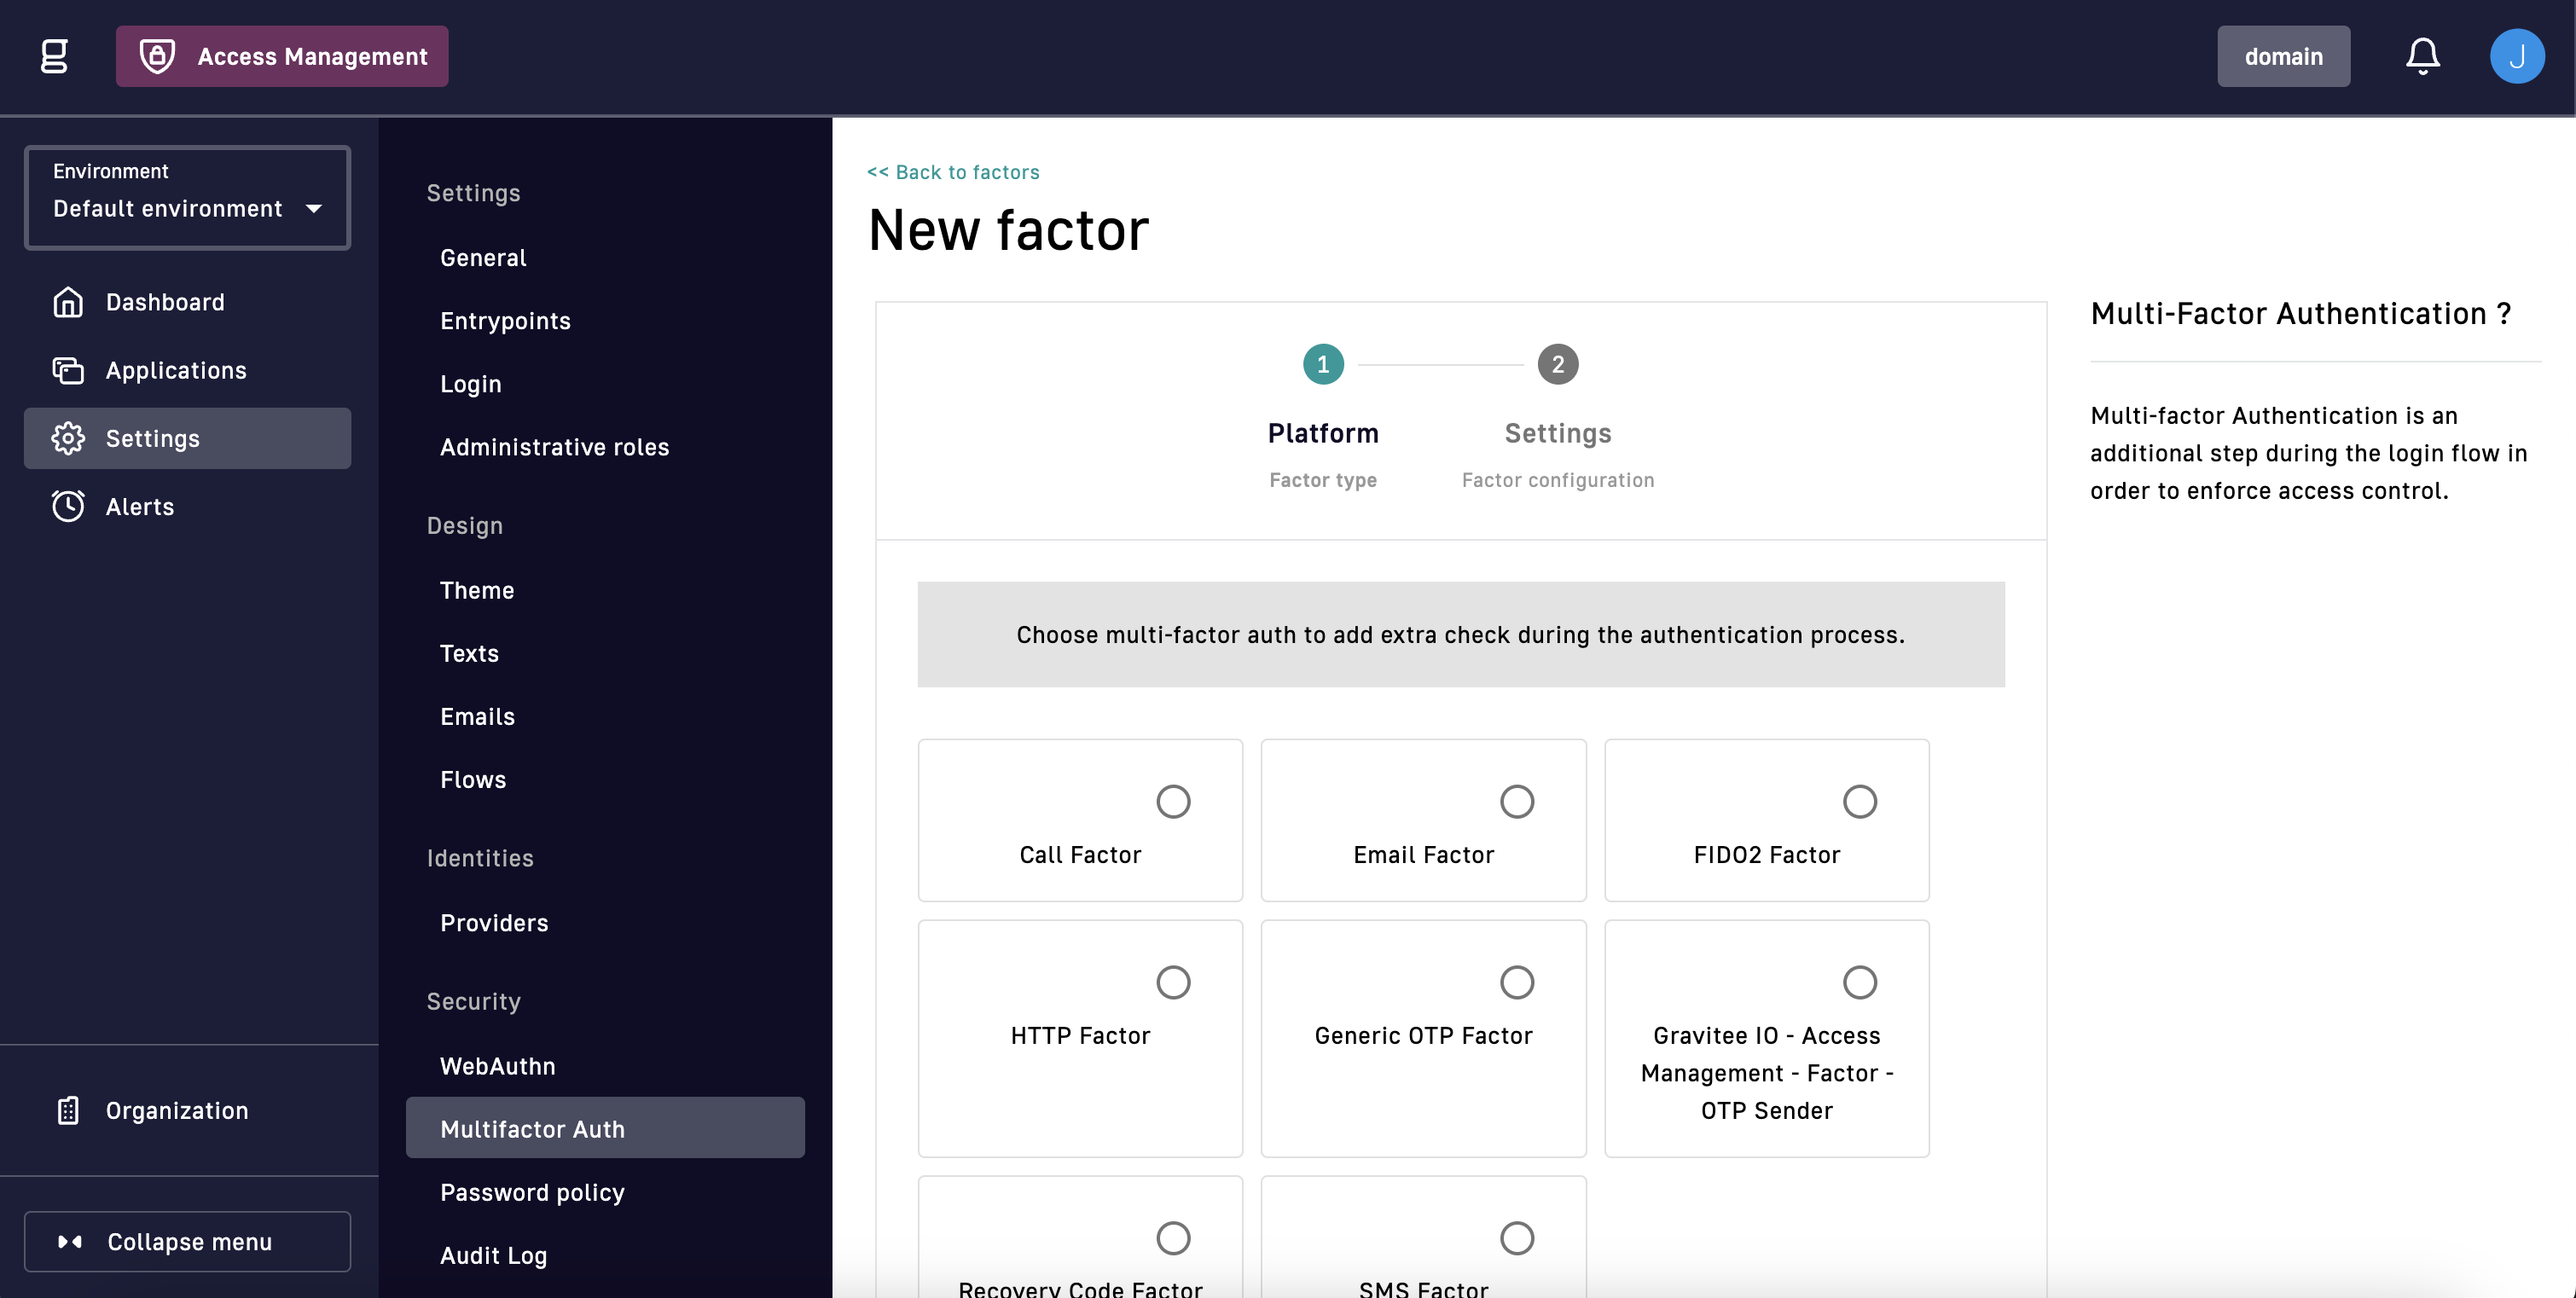 g
Access Management
domain
J
Environment
Default environment
Dashboard
Applications
Settings
Alerts
Organization
Collapse menu
Settings
General
Entrypoints
Login
Administrative roles
Design
Theme
Texts
Emails
Flows
Identities
Providers
Security
WebAuthn
Multifactor Auth
Password policy
Audit Log
<< Back to factors
New factor
1
2
Platform
Settings
Factor type
Factor configuration
Choose multi-factor auth to add extra check during the authentication process.
Call Factor
Email Factor
FIDO2 Factor
HTTP Factor
Generic OTP Factor
Gravitee IO - Access
Management - Factor -
OTP Sender
Recovery Code Factor
SMS Factor
Multi-Factor Authentication ?
Multi-factor Authentication is an
additional step during the login flow in
order to enforce access control.